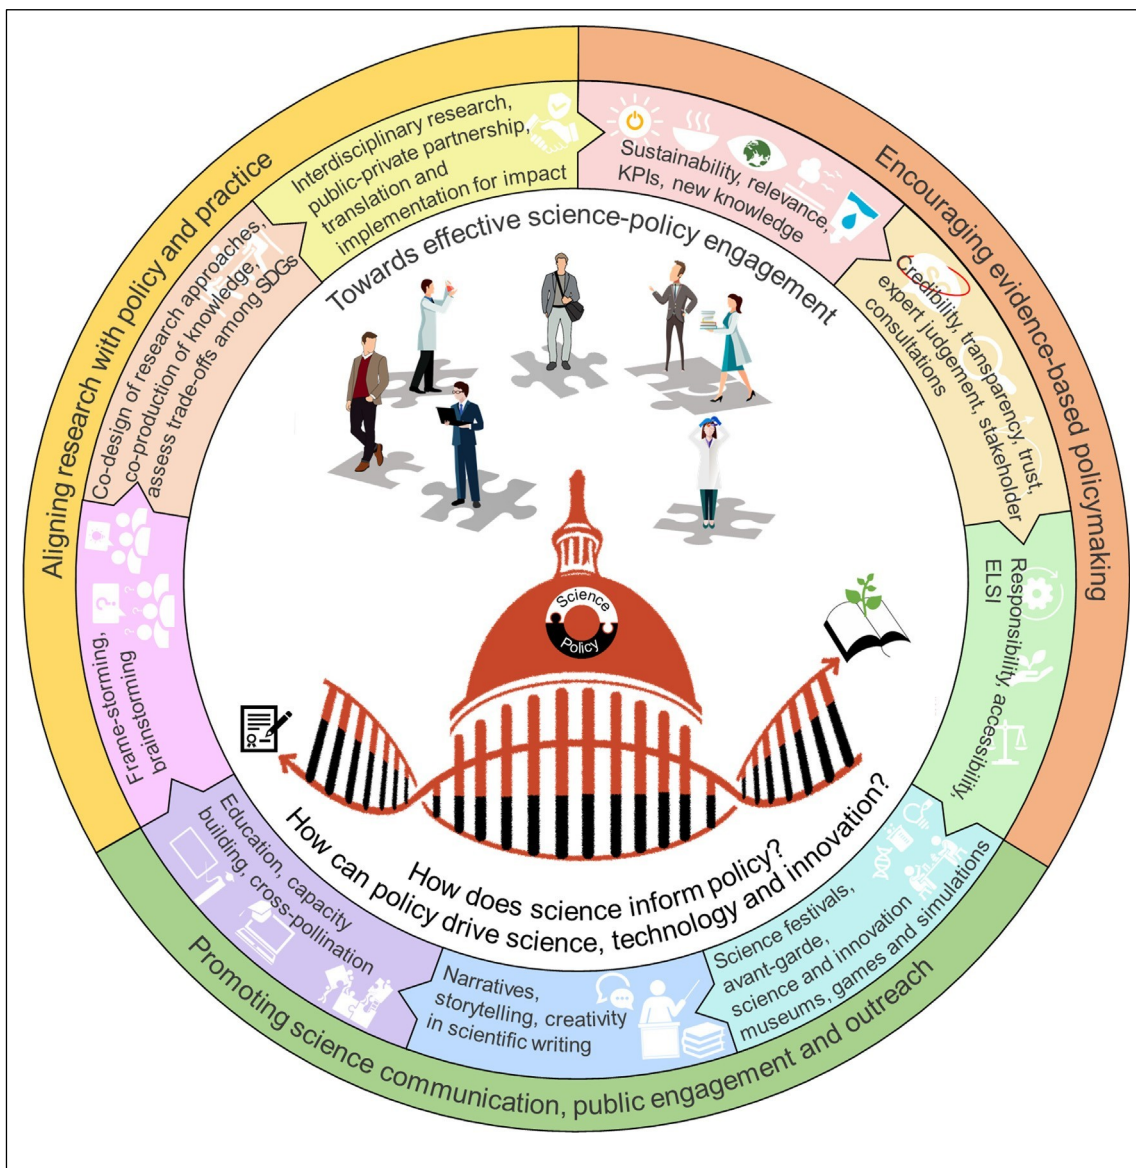 Aligning research with policy and practice
Encouraging evidence-based policymaking
Promoting science communication, public engagement and outreach
Interdisciplinary research,
public-private partnership,
translation and
implementation for impact
Sustainability, relevance,
KPIs, new knowledge
Credibility, transparency, trust,
expert judgement, stakeholder
consultations
Responsibility, accessibility,
ELSI
Science festivals,
avant-garde,
science and innovation
museums, games and simulations
Narratives,
storytelling, creativity
in scientific writing
Education, capacity
building, cross-pollination
Frame-storming,
brainstorming
Co-design of research approaches,
co-production of knowledge,
assess trade-offs among SDGs
Towards effective science-policy engagement
Science
Policy
How does science inform policy?
How can policy drive science, technology and innovation?